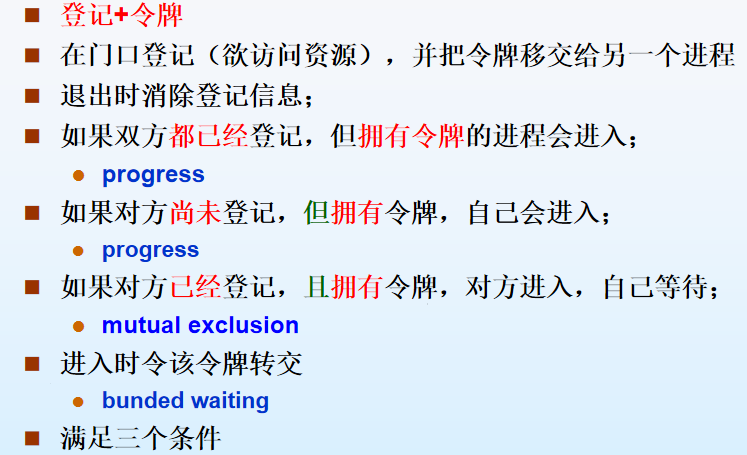 登记+令牌
在门口登记（欲访问资源），并把令牌移交给另一个进程
退出时消除登记信息；
如果双方都已经登记，但拥有令牌的进程会进入；
progress
如果对方尚未登记，但拥有令牌，自己会进入；
progress
如果对方已经登记，且拥有令牌，对方进入，自己等待；
mutual exclusion
进入时令该令牌转交
bunded waiting
满足三个条件